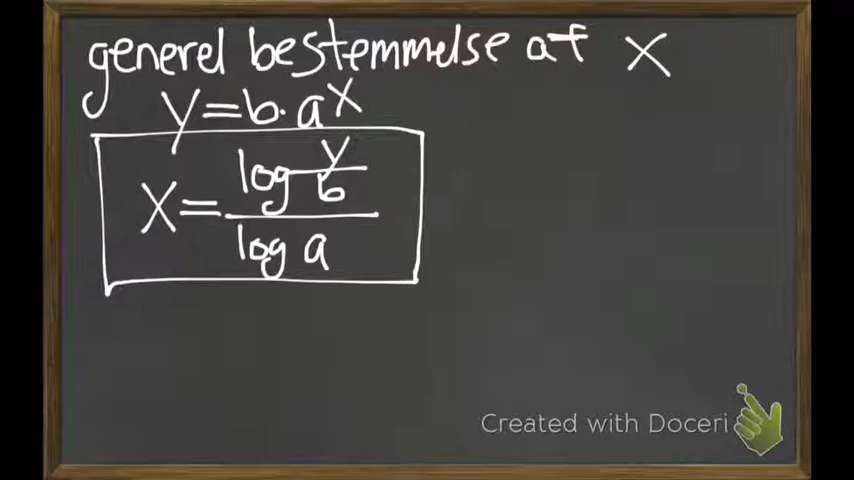 generel bestemmelse af X
y=b·a^x
X= log y/b / log a
Created with Doceri